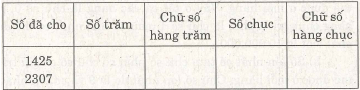 Số đã cho Số trăm Chữ số hàng trăm Số chục Chữ số hàng chục
1425
2307